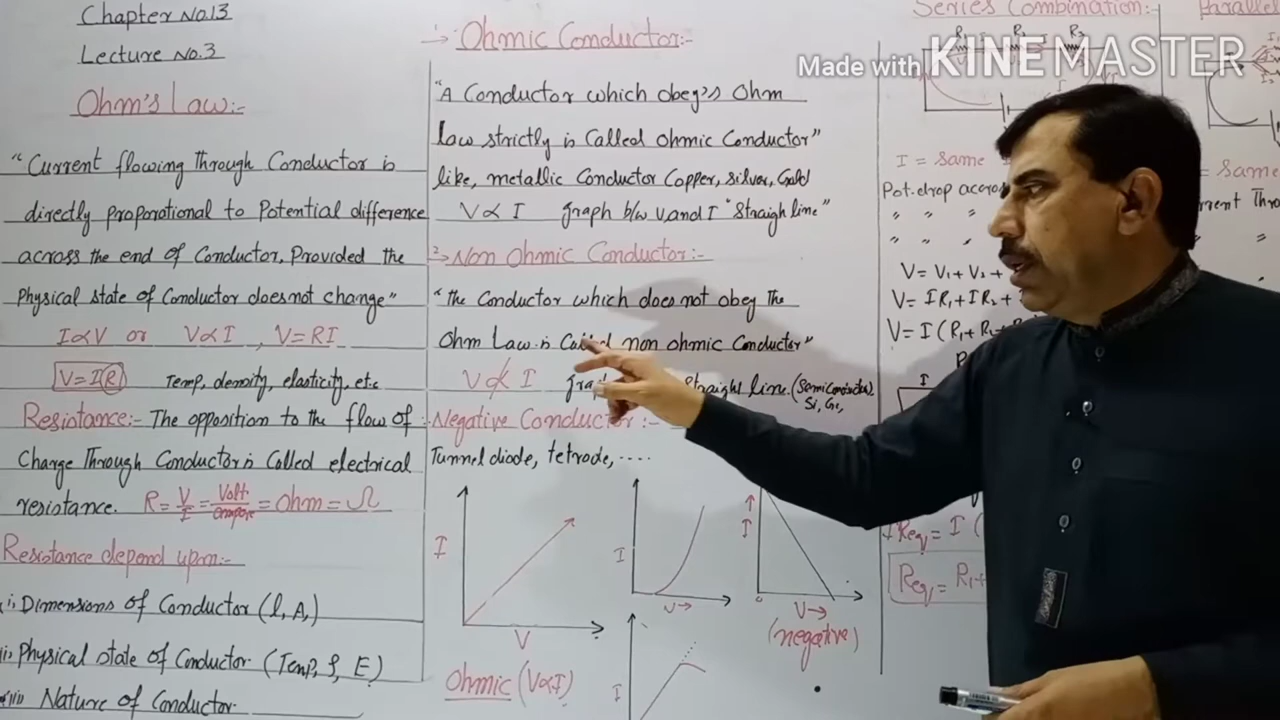 Chapter No.13
Lecture No.3
Ohm's Law:-
"Current flowing through Conductor is
directly proporational to Potential difference
across the end of Conductor, Provided the
Physical state of Conductor does not change"
I∝V or V∝I , V=RI
V=IR Temp, density, elasticity, etc
Resistance:- The opposition to the flow of
Charge Through Conductor is Called electrical
resistance. R = V/I = Volt/ampere = Ohm = Ω
Resistance depend upon:-
i, Dimensions of Conductor (l, A,)
ii, Physical state of Conductor (Temp, ρ, E)
iii) Nature of Conductor
1- Ohmic Conductor:-
"A Conductor which obey's Ohm
law strictly is Called Ohmic Conductor"
like, metallic Conductor Copper, silver, Gold
V∝I graph b/w V and I "Straigh line"
2- Non Ohmic Conductor:-
"the Conductor which does not obey the
Ohm Law is Called non ohmic Conductor"
V∝̸I Straight line. (Semiconductor)
Si, Ge,
Negative Conductor:-
Tunnel diode, tetrode, ....
I
V
Ohmic (V∝I)
I
V→
I
I
V→
(negative)
Series Combination:-
R₂
I = same
Pot. drop
" "
" "
V = V₁ + V₂ +
V = IR₁ + IR₂ +
V = I (R₁ + R₂
I
Req = I (
Req = R₁+
Parallel
= same
Made with KINEMASTER